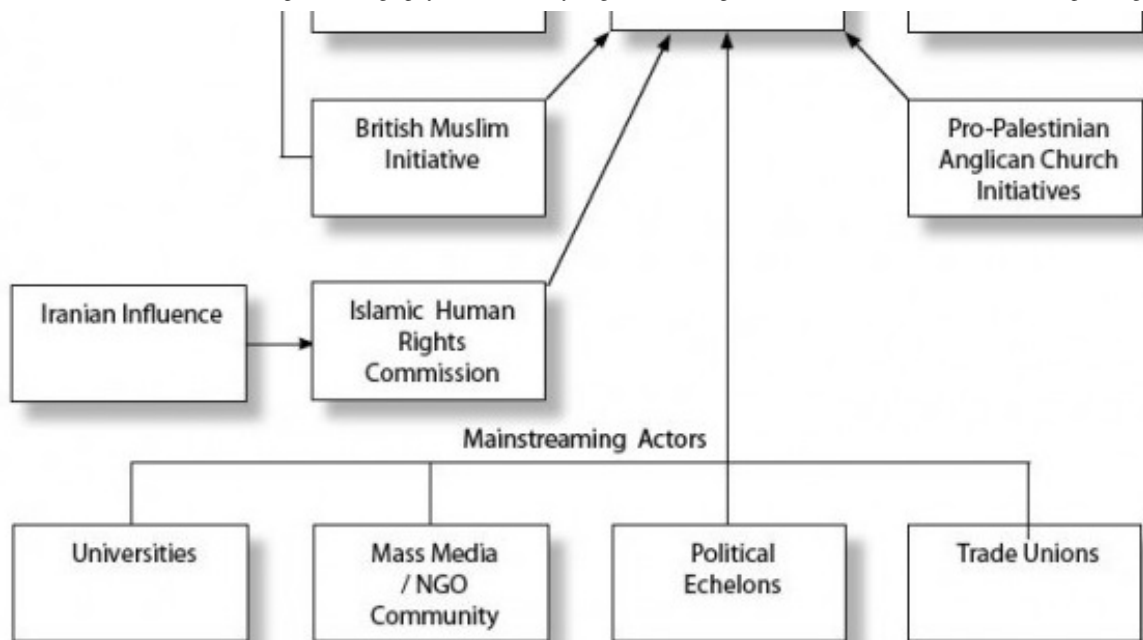 British Muslim
Initiative
Pro-Palestinian
Anglican Church
Initiatives
Iranian Influence
Islamic Human
Rights
Commission
Mainstreaming Actors
Universities
Mass Media
/ NGO
Community
Political
Echelons
Trade Unions